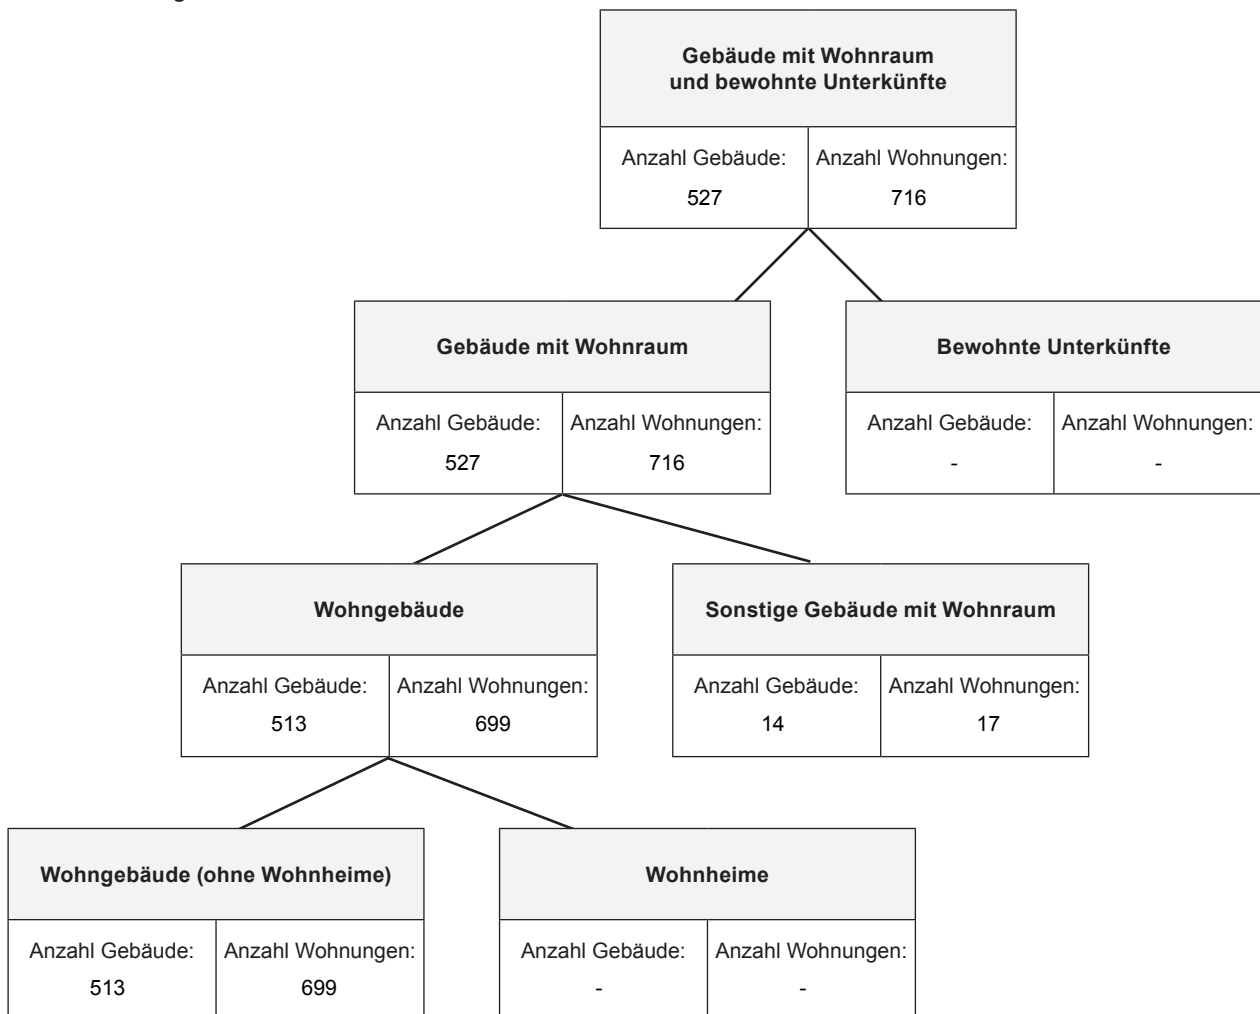 Gebäude mit Wohnraum
und bewohnte Unterkünfte
Anzahl Gebäude: Anzahl Wohnungen:
527 716
Gebäude mit Wohnraum
Anzahl Gebäude: Anzahl Wohnungen:
527 716
Bewohnte Unterkünfte
Anzahl Gebäude: Anzahl Wohnungen:
- -
Wohngebäude
Anzahl Gebäude: Anzahl Wohnungen:
513 699
Sonstige Gebäude mit Wohnraum
Anzahl Gebäude: Anzahl Wohnungen:
14 17
Wohngebäude (ohne Wohnheime)
Anzahl Gebäude: Anzahl Wohnungen:
513 699
Wohnheime
Anzahl Gebäude: Anzahl Wohnungen:
- -